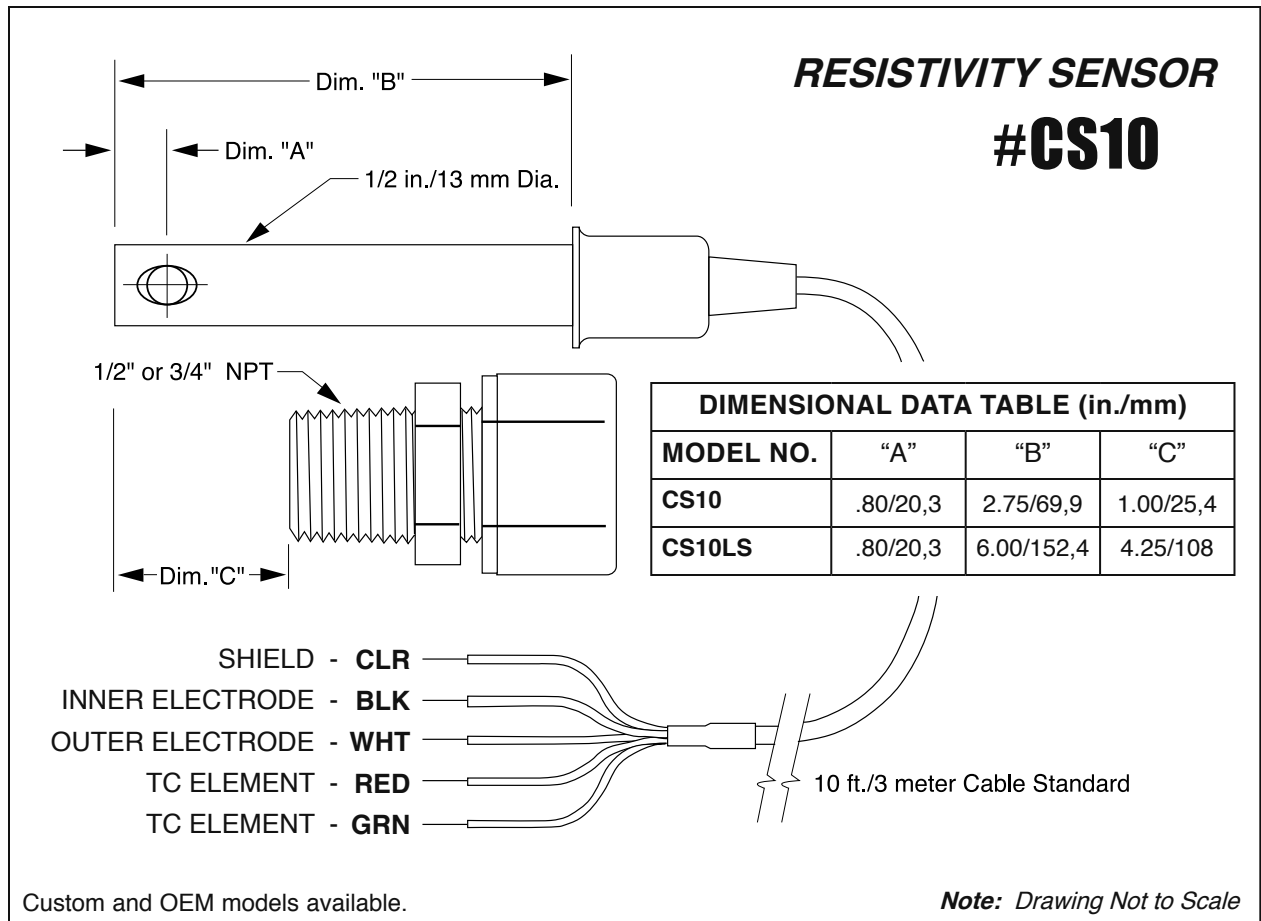 RESISTIVITY SENSOR
#CS10
Dim. "B"
Dim. "A"
1/2 in./13 mm Dia.
1/2" or 3/4" NPT
Dim."C"
DIMENSIONAL DATA TABLE (in./mm)
MODEL NO. “A” “B” “C”
CS10 .80/20,3 2.75/69,9 1.00/25,4
CS10LS .80/20,3 6.00/152,4 4.25/108
SHIELD - CLR
INNER ELECTRODE - BLK
OUTER ELECTRODE - WHT
TC ELEMENT - RED
TC ELEMENT - GRN
10 ft./3 meter Cable Standard
Custom and OEM models available.
Note: Drawing Not to Scale